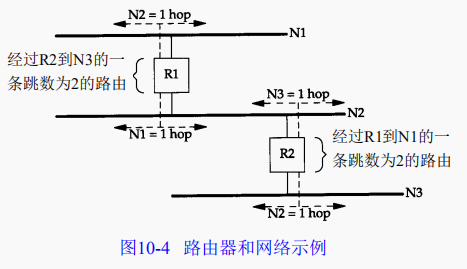 N2 = 1 hop
N1
经过R2到N3的一
条跳数为2的路由
R1
N3 = 1 hop
N2
N1 = 1 hop
经过R1到N1的一
条跳数为2的路由
R2
N3
N2 = 1 hop
图10-4 路由器和网络示例